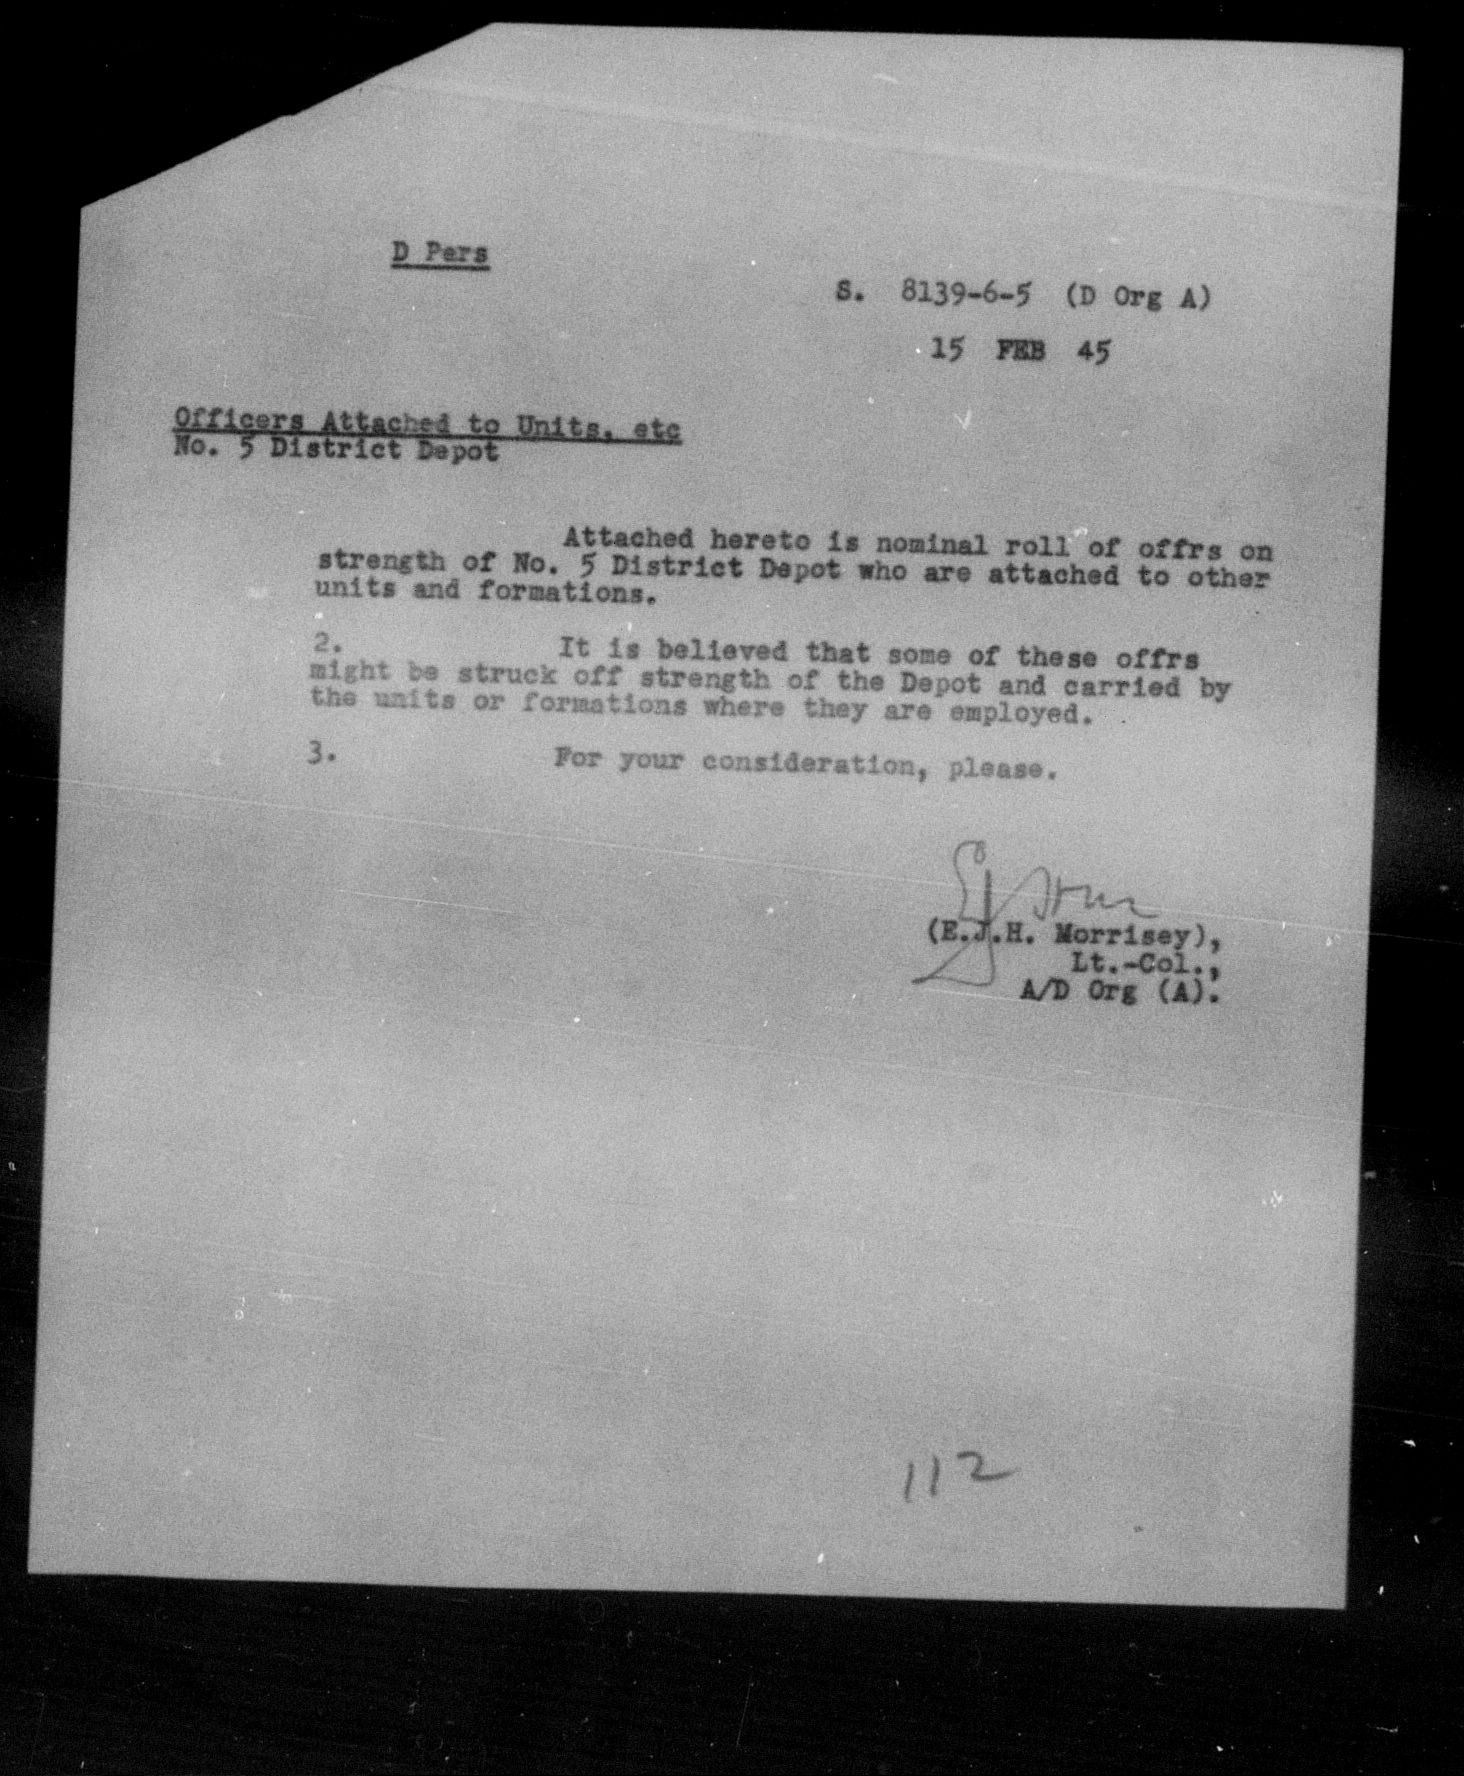 D Pers
S. 8139-6-5 (D Org A)
15 FEB 45
Officers Attached to Units, etc
No. 5 District Depot
Attached hereto is nominal roll of offrs on
strength of No. 5 District Depot who are attached to other
units and formations.
2. It is believed that some of these offrs
might be struck off strength of the Depot and carried by
the units or formations where they are employed.
3. For your consideration, please.
(E.J.H. Morrisey),
Lt.-Col.,
A/D Org (A).
112